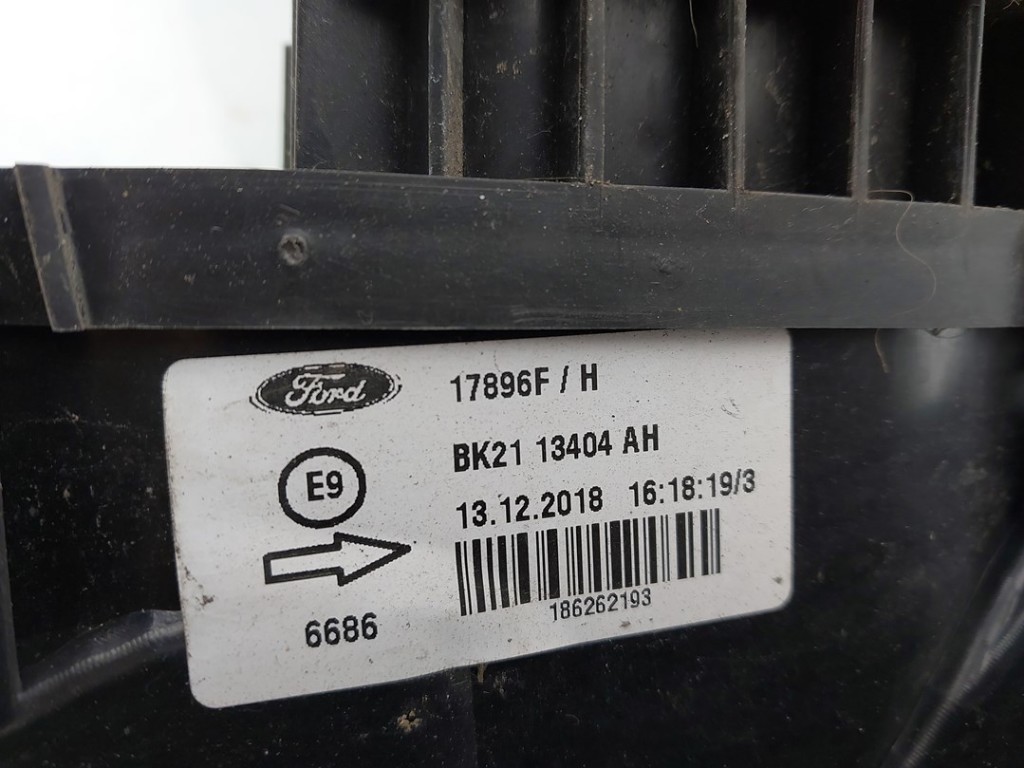 Ford
17896F / H
BK21 13404 AH
E9
13.12.2018 16:18:19/3
186262193
6686